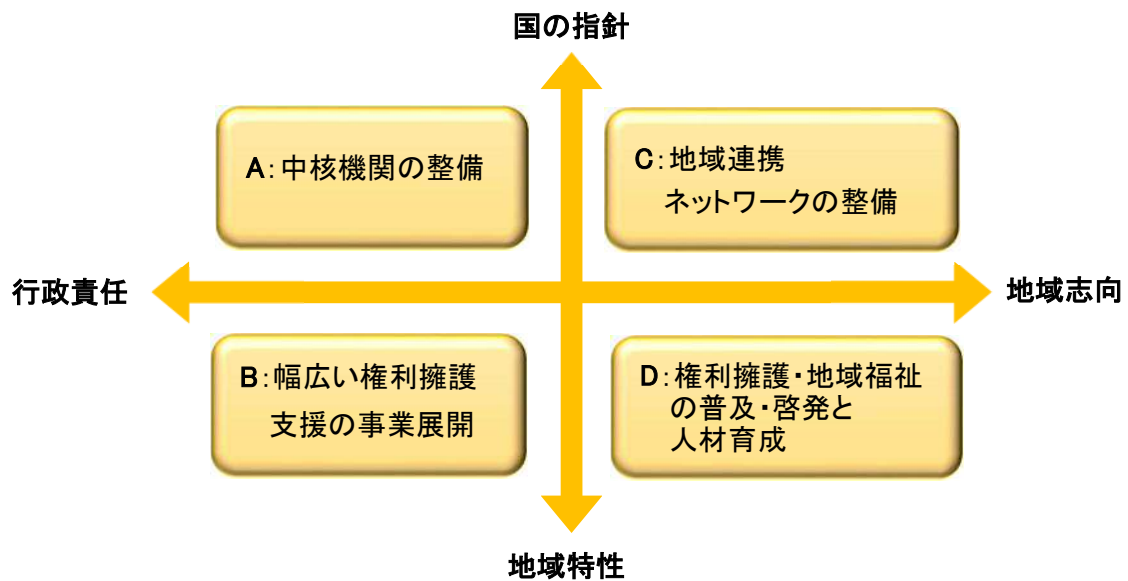 国の指針
A:中核機関の整備
C:地域連携
ネットワークの整備
行政責任
地域志向
B:幅広い権利擁護
支援の事業展開
D:権利擁護・地域福祉
の普及・啓発と
人材育成
地域特性